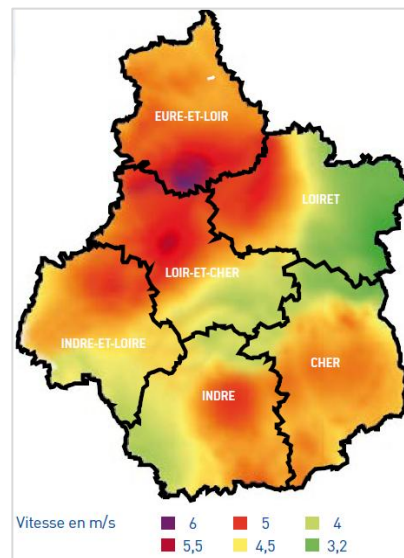 EURE-ET-LOIR
LOIRET
LOIR-ET-CHER
INDRE-ET-LOIRE
CHER
INDRE
Vitesse en m/s 6 5 4
5,5 4,5 3,2